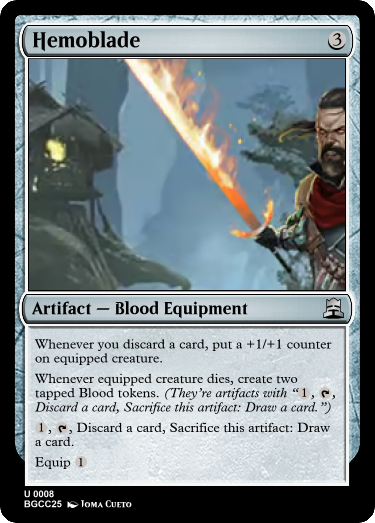 Hemoblade 3
Artifact — Blood Equipment
Whenever you discard a card, put a +1/+1 counter
on equipped creature.
Whenever equipped creature dies, create two
tapped Blood tokens. (They're artifacts with “1, ,
Discard a card, Sacrifice this artifact: Draw a card.”)
1, , Discard a card, Sacrifice this artifact: Draw
a card.
Equip 1
U 0008
BGCC25 Joma Cueto